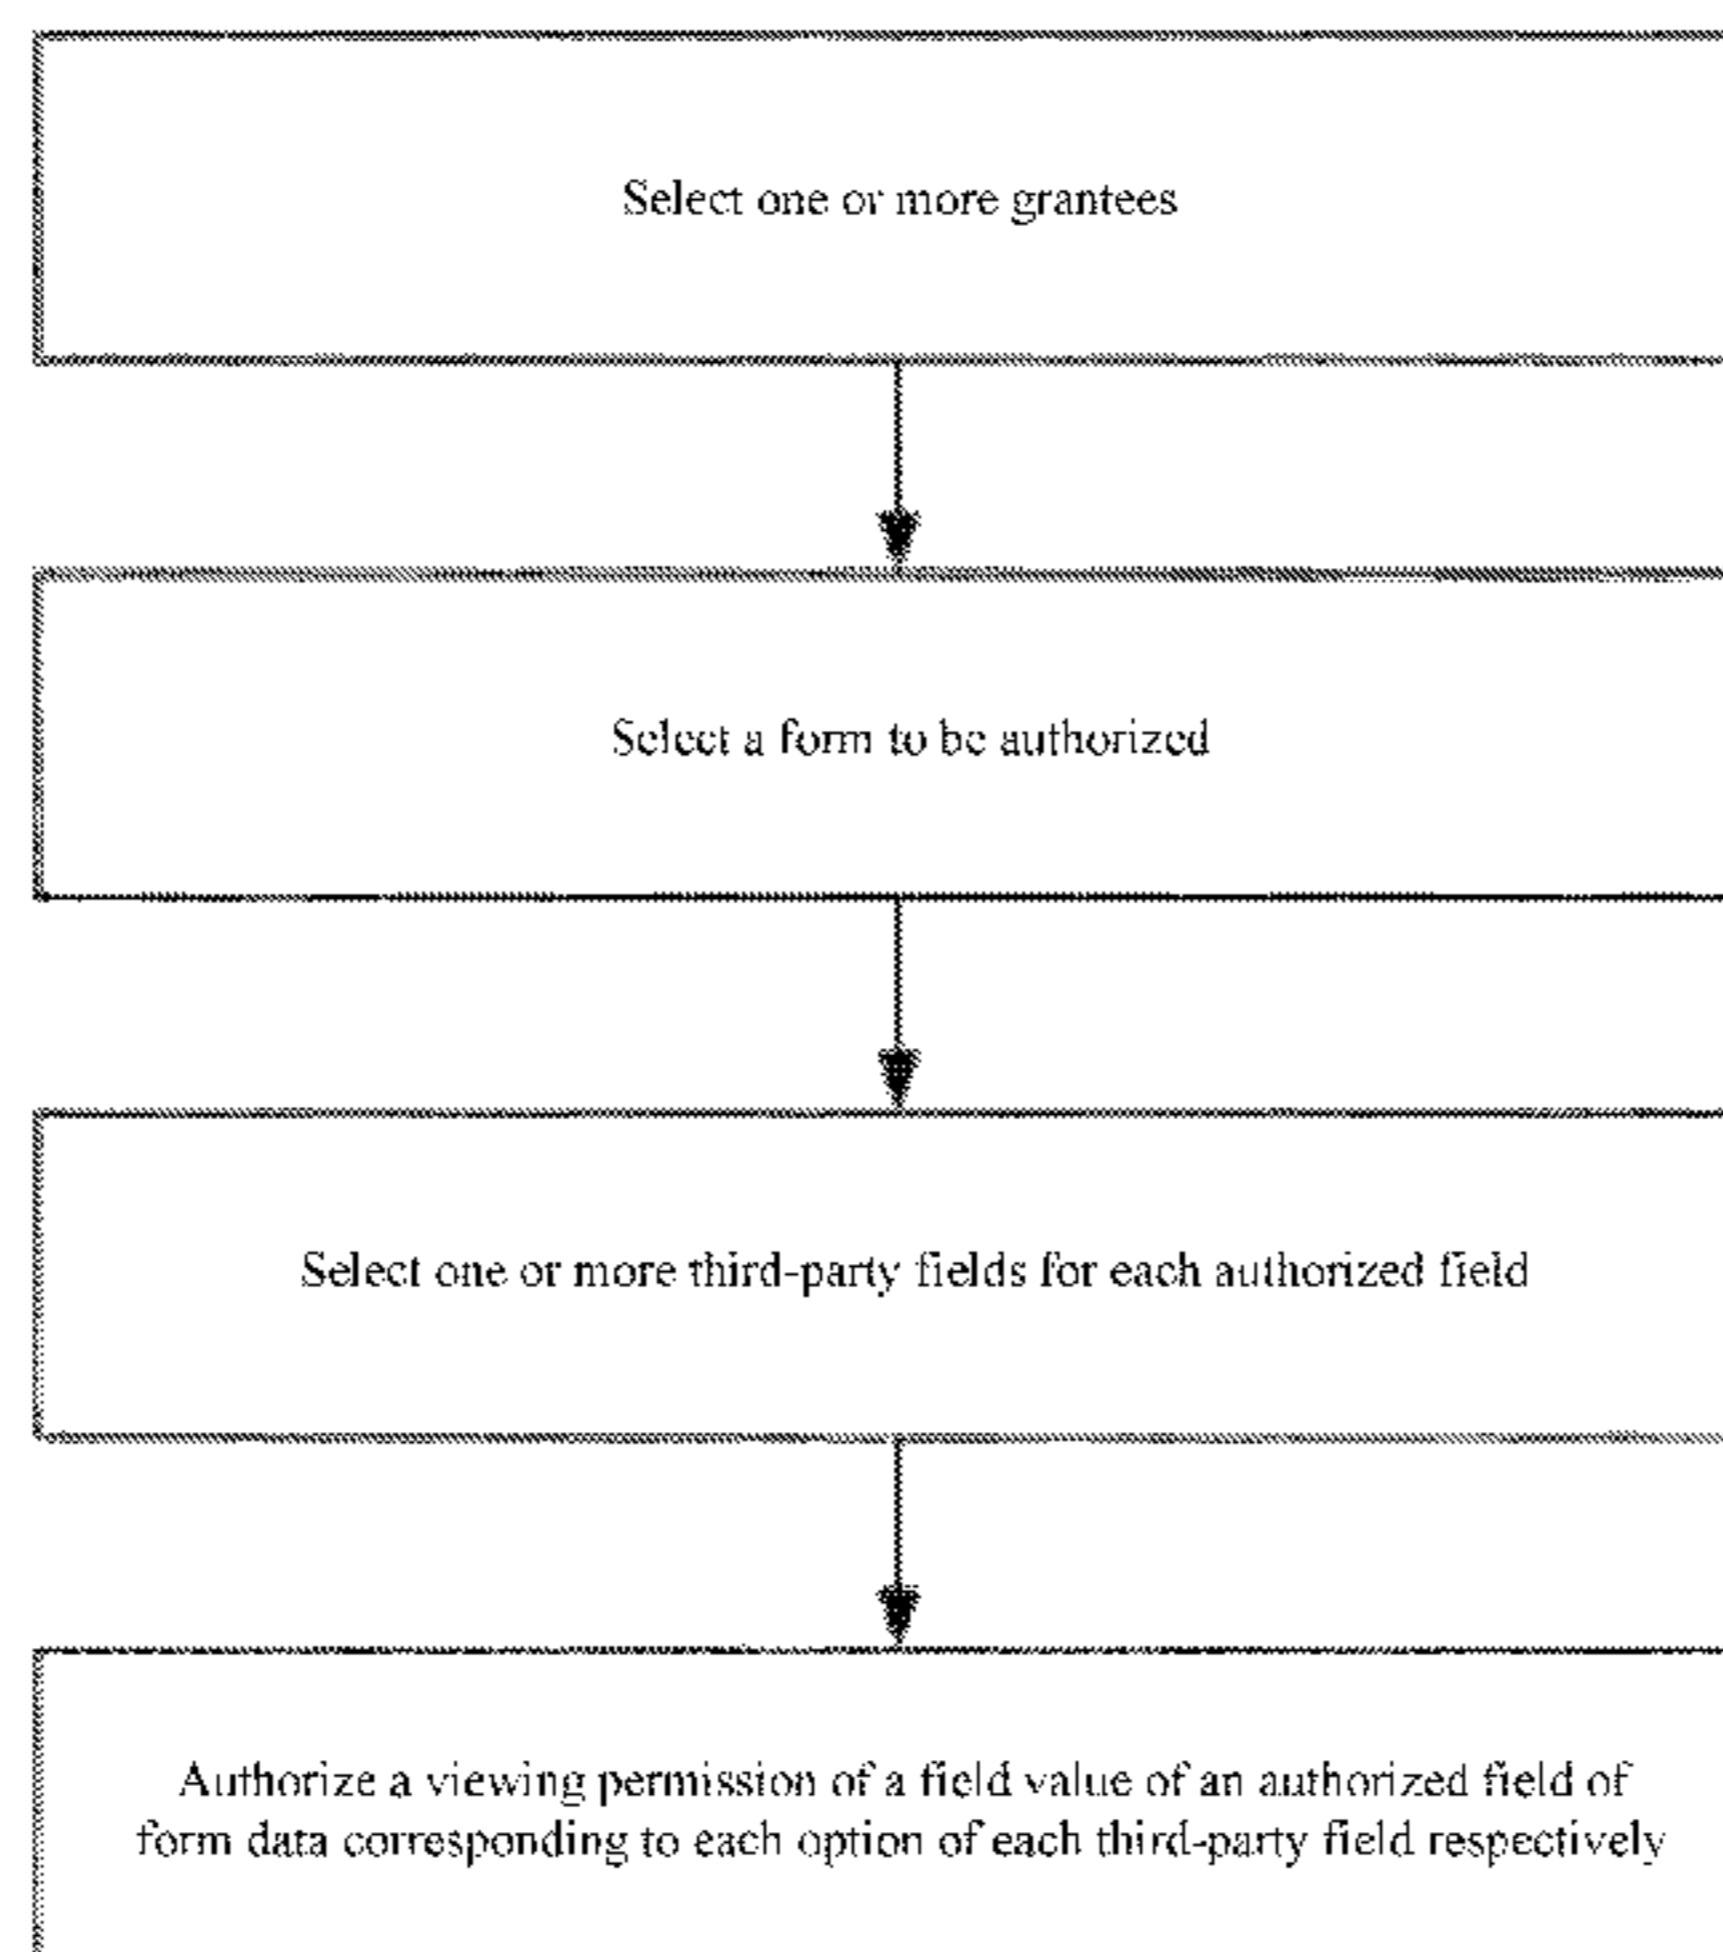 Select one or more grantees
Select a form to be authorized
Select one or more third-party fields for each authorized field
Authorize a viewing permission of a field value of an authorized field of
form data corresponding to each option of each third-party field respectively